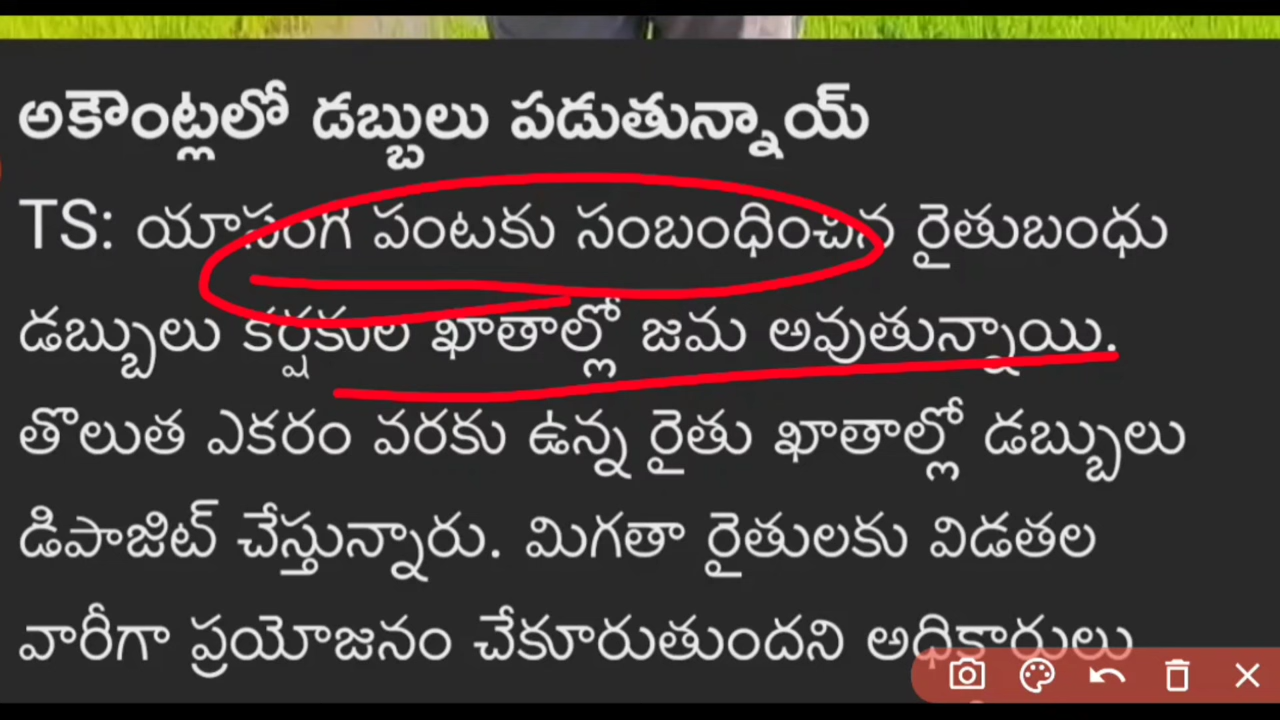 అకౌంట్లలో డబ్బులు పడుతున్నాయ్
TS: యాసంగి పంటకు సంబంధించిన రైతుబంధు
డబ్బులు కర్షకుల ఖాతాల్లో జమ అవుతున్నాయి.
తొలుత ఎకరం వరకు ఉన్న రైతు ఖాతాల్లో డబ్బులు
డిపాజిట్ చేస్తున్నారు. మిగతా రైతులకు విడతల
వారీగా ప్రయోజనం చేకూరుతుందని అధికారులు